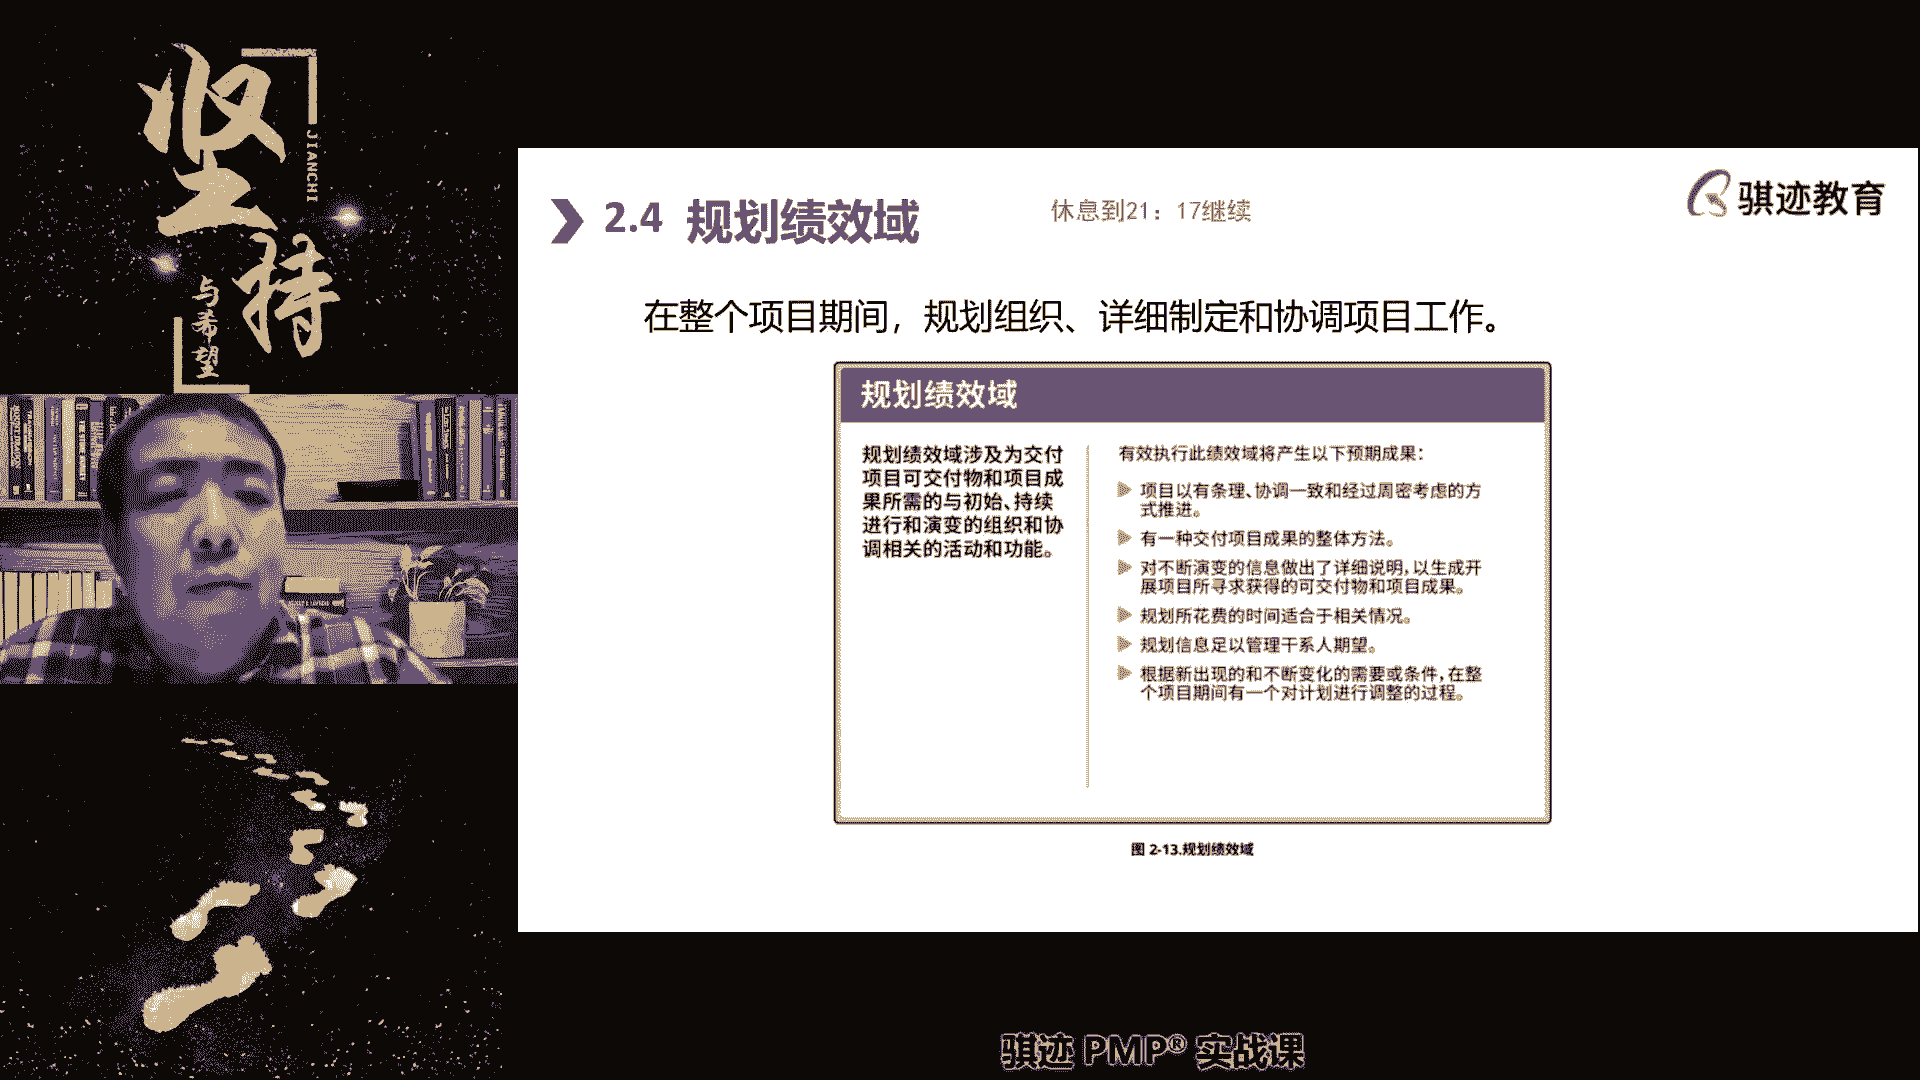 坚持
JIANCHI
与希望
2.4 规划绩效域
休息到21：17继续
骐迹教育
在整个项目期间，规划组织、详细制定和协调项目工作。
规划绩效域
规划绩效域涉及为交付
项目可交付物和项目成
果所需的与初始、持续
进行和演变的组织和协
调相关的活动和功能。
有效执行此绩效域将产生以下预期成果：
项目以有条理、协调一致和经过周密考虑的方
式推进。
有一种交付项目成果的整体方法。
对不断演变的信息做出了详细说明，以生成开
展项目所寻求获得的可交付物和项目成果。
规划所花费的时间适合于相关情况。
规划信息足以管理干系人期望。
根据新出现的和不断变化的需要或条件，在整
个项目期间有一个对计划进行调整的过程。
图 2-13.规划绩效域
骐迹 PMP® 实战课